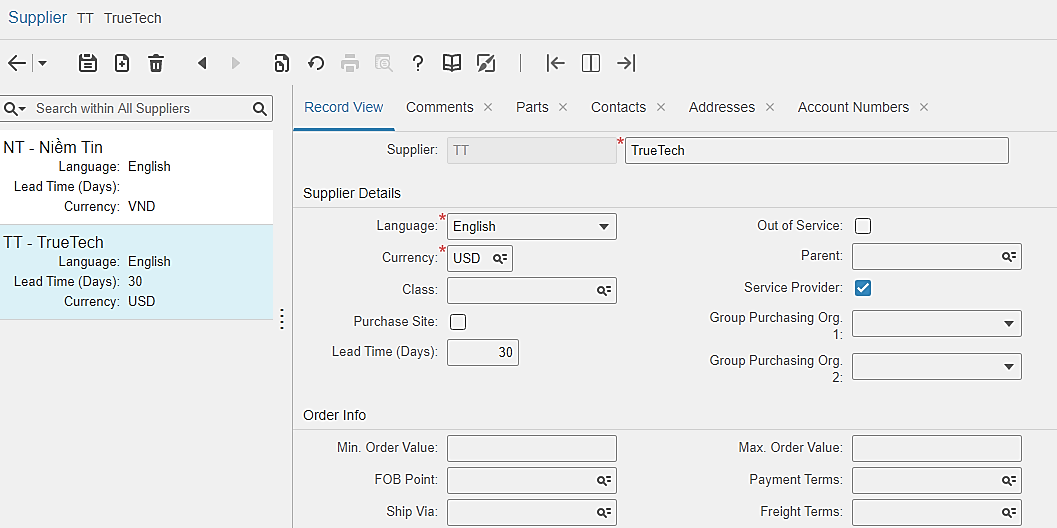 Supplier TT TrueTech
Search within All Suppliers
Record View Comments Parts Contacts Addresses Account Numbers
NT - Niềm Tin
Language: English
Lead Time (Days):
Currency: VND
TT - TrueTech
Language: English
Lead Time (Days): 30
Currency: USD
Supplier: TT * TrueTech
Supplier Details
Language: * English
Currency: * USD
Class:
Purchase Site:
Lead Time (Days): 30
Out of Service:
Parent:
Service Provider:
Group Purchasing Org.
1:
Group Purchasing Org.
2:
Order Info
Min. Order Value:
FOB Point:
Ship Via:
Max. Order Value:
Payment Terms:
Freight Terms: